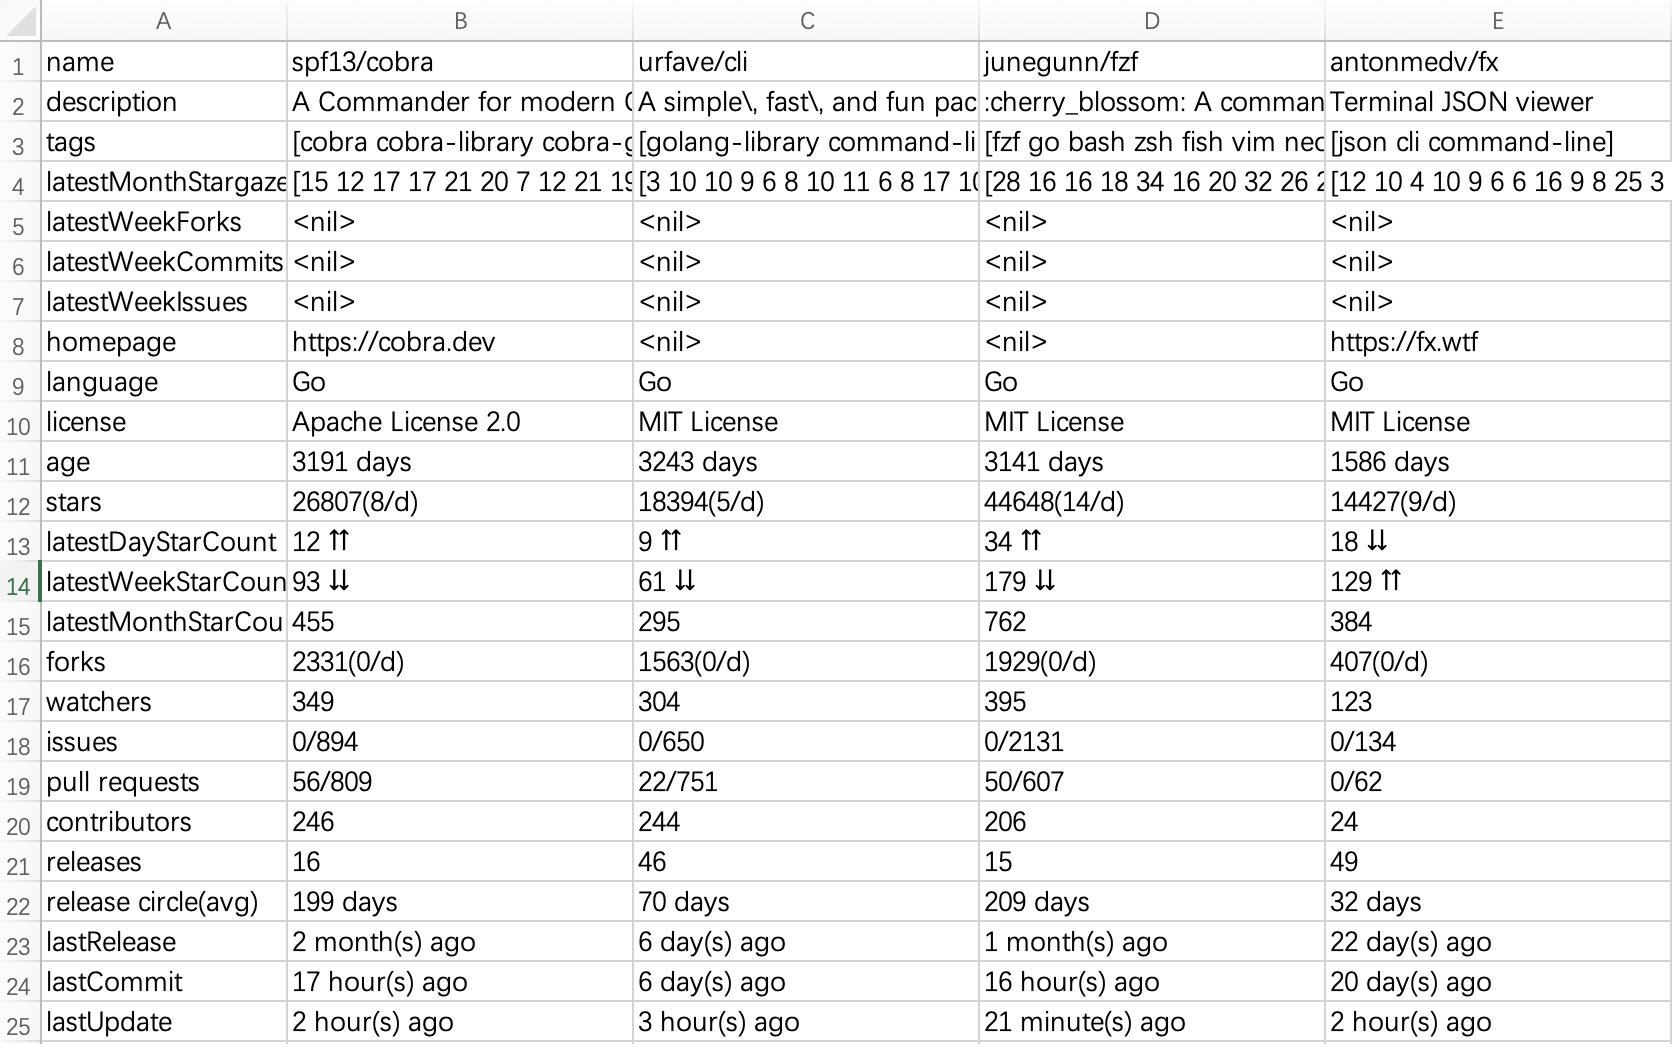 A B C D E
1 name spf13/cobra urfave/cli junegunn/fzf antonmedv/fx
2 description A Commander for modern A simple\, fast\, and fun pac :cherry_blossom: A comman Terminal JSON viewer
3 tags [cobra cobra-library cobra-g [golang-library command-li [fzf go bash zsh fish vim neo [json cli command-line]
4 latestMonthStargaze [15 12 17 17 21 20 7 12 21 19 [3 10 10 9 6 8 10 11 6 8 17 10 [28 16 16 18 34 16 20 32 26 2 [12 10 4 10 9 6 6 16 9 8 25 3
5 latestWeekForks <nil> <nil> <nil> <nil>
6 latestWeekCommits <nil> <nil> <nil> <nil>
7 latestWeekIssues <nil> <nil> <nil> <nil>
8 homepage https://cobra.dev <nil> <nil> https://fx.wtf
9 language Go Go Go Go
10 license Apache License 2.0 MIT License MIT License MIT License
11 age 3191 days 3243 days 3141 days 1586 days
12 stars 26807(8/d) 18394(5/d) 44648(14/d) 14427(9/d)
13 latestDayStarCount 12 ⇈ 9 ⇈ 34 ⇈ 18 ⇊
14 latestWeekStarCoun 93 ⇊ 61 ⇊ 179 ⇊ 129 ⇈
15 latestMonthStarCou 455 295 762 384
16 forks 2331(0/d) 1563(0/d) 1929(0/d) 407(0/d)
17 watchers 349 304 395 123
18 issues 0/894 0/650 0/2131 0/134
19 pull requests 56/809 22/751 50/607 0/62
20 contributors 246 244 206 24
21 releases 16 46 15 49
22 release circle(avg) 199 days 70 days 209 days 32 days
23 lastRelease 2 month(s) ago 6 day(s) ago 1 month(s) ago 22 day(s) ago
24 lastCommit 17 hour(s) ago 6 day(s) ago 16 hour(s) ago 20 day(s) ago
25 lastUpdate 2 hour(s) ago 3 hour(s) ago 21 minute(s) ago 2 hour(s) ago